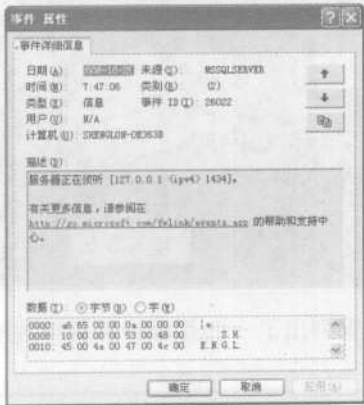 事件 属性
事件详细信息
日期(A): 来源(S): MSSQLSERVER
时间(M): 7:47:06 类别(R): (2)
类型(E): 信息 事件 ID(I): 26022
用户(U): N/A
计算机(U):
描述(D)
服务器正在侦听 [127.0.0.1 <ipv4> 1434]。
有关更多信息，请参阅在
http://go.microsoft.com/fwlink/events.asp 的帮助和支持中
心。
数据(T): 字节(B) 字(W)
0000: a6 65 00 00 0a 00 00 00
0008: 10 00 00 00 53 00 48 00 ....S.H.
0010: 45 00 4e 00 47 00 4c 00 E.N.G.L.
确定 取消 应用(A)